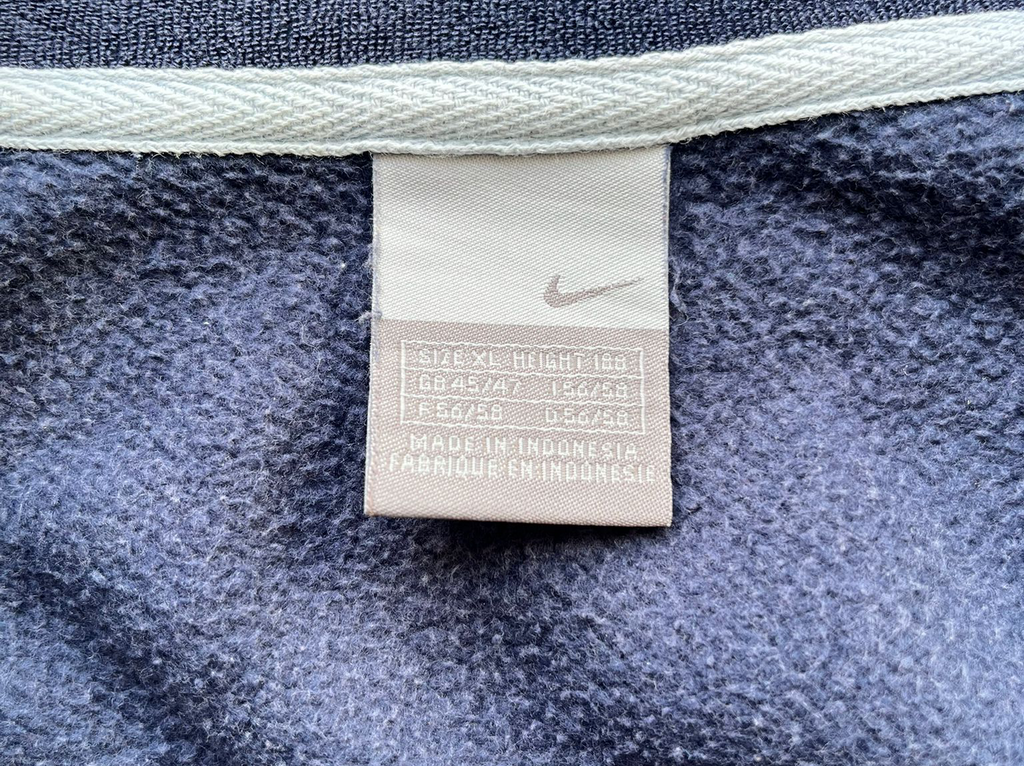 SIZE XL HEIGHT 188
GB 45/47 I 56/58
F 56/58 D 56/58
MADE IN INDONESIA
FABRIQUE EN INDONESIE